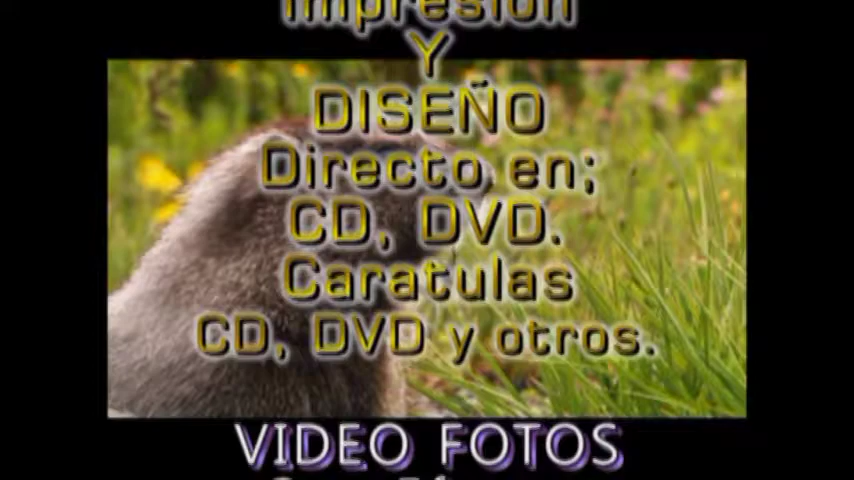 Impresión
Y
DISEÑO
Directo en;
CD, DVD.
Caratulas
CD, DVD y otros.
VIDEO FOTOS